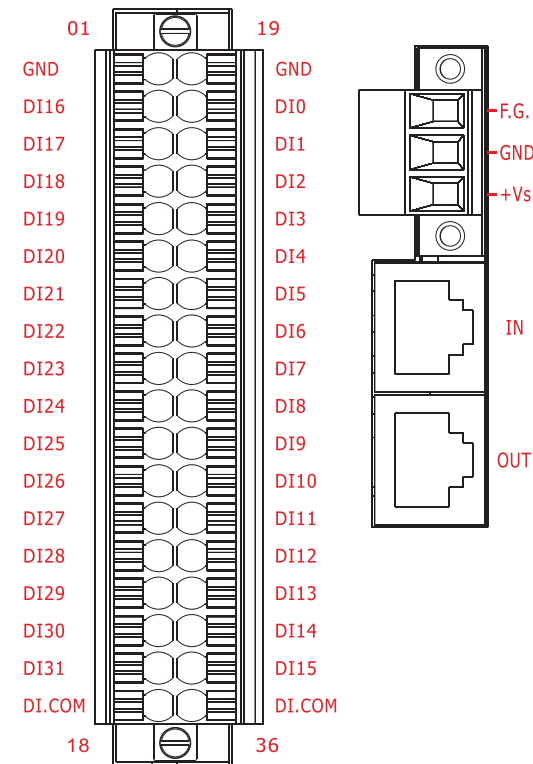 01 19
GND GND
DI16 DI0
DI17 DI1
DI18 DI2
DI19 DI3
DI20 DI4
DI21 DI5
DI22 DI6
DI23 DI7
DI24 DI8
DI25 DI9
DI26 DI10
DI27 DI11
DI28 DI12
DI29 DI13
DI30 DI14
DI31 DI15
DI.COM DI.COM
18 36
F.G.
GND
+Vs
IN
OUT